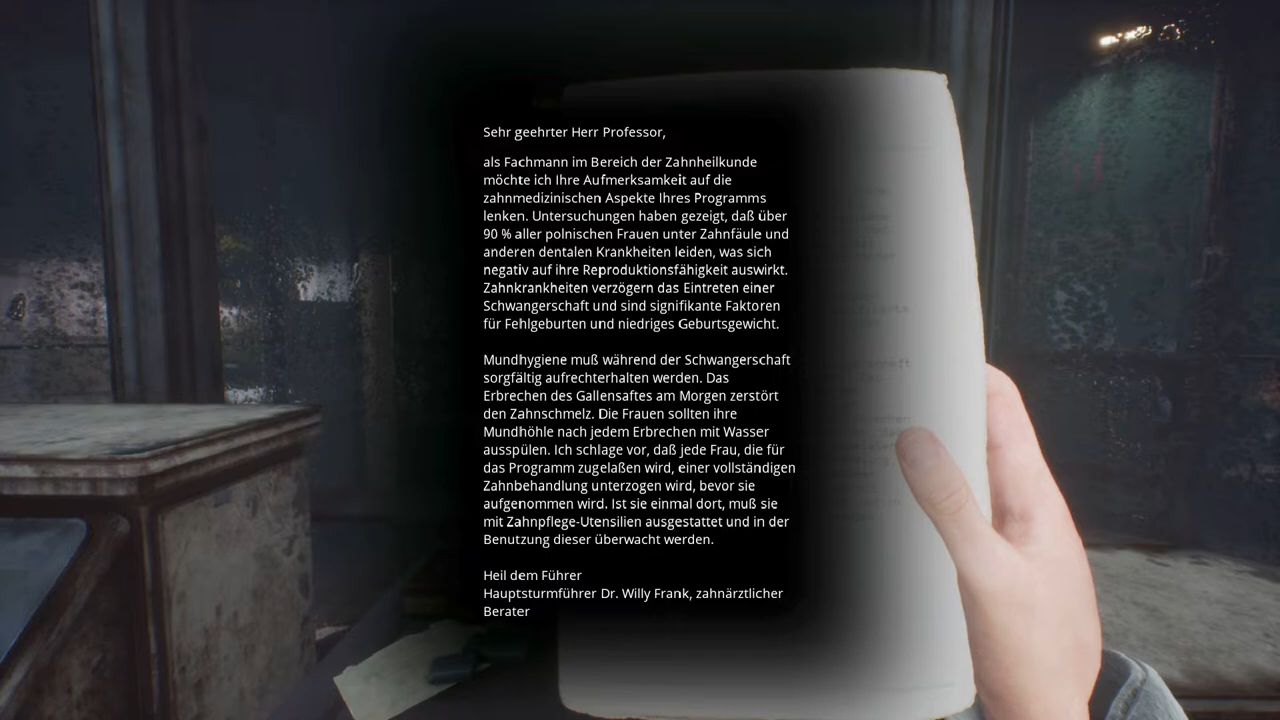 Sehr geehrter Herr Professor,
als Fachmann im Bereich der Zahnheilkunde
möchte ich Ihre Aufmerksamkeit auf die
zahnmedizinischen Aspekte Ihres Programms
lenken. Untersuchungen haben gezeigt, daß über
90 % aller polnischen Frauen unter Zahnfäule und
anderen dentalen Krankheiten leiden, was sich
negativ auf ihre Reproduktionsfähigkeit auswirkt.
Zahnkrankheiten verzögern das Eintreten einer
Schwangerschaft und sind signifikante Faktoren
für Fehlgeburten und niedriges Geburtsgewicht.
Mundhygiene muß während der Schwangerschaft
sorgfältig aufrechterhalten werden. Das
Erbrechen des Gallensaftes am Morgen zerstört
den Zahnschmelz. Die Frauen sollten ihre
Mundhöhle nach jedem Erbrechen mit Wasser
ausspülen. Ich schlage vor, daß jede Frau, die für
das Programm zugelaßen wird, einer vollständigen
Zahnbehandlung unterzogen wird, bevor sie
aufgenommen wird. Ist sie einmal dort, muß sie
mit Zahnpflege-Utensilien ausgestattet und in der
Benutzung dieser überwacht werden.
Heil dem Führer
Hauptsturmführer Dr. Willy Frank, zahnärztlicher
Berater